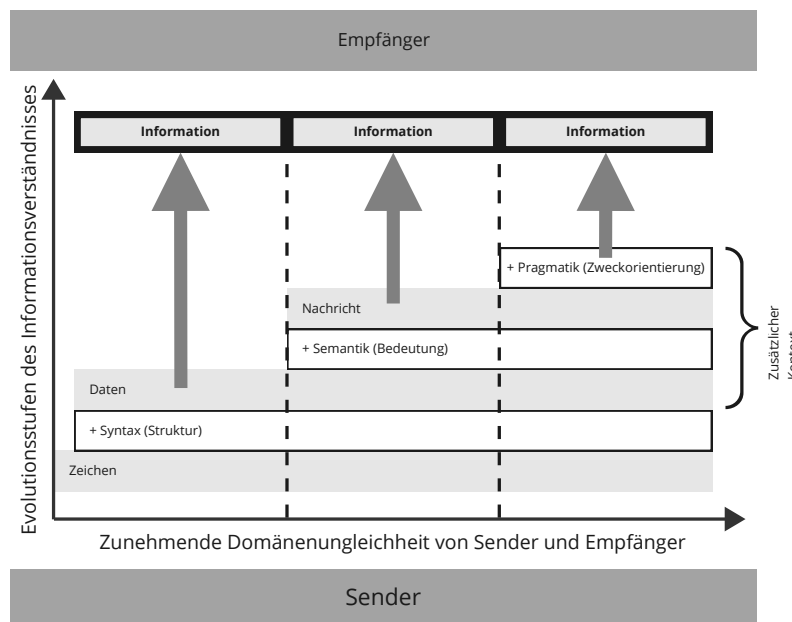 Empfänger
Evolutionsstufen des Informationsverständnisses
Information
Information
Information
+ Pragmatik (Zweckorientierung)
Nachricht
+ Semantik (Bedeutung)
Daten
+ Syntax (Struktur)
Zeichen
Zusätzlicher
Kontext
Zunehmende Domänenungleichheit von Sender und Empfänger
Sender